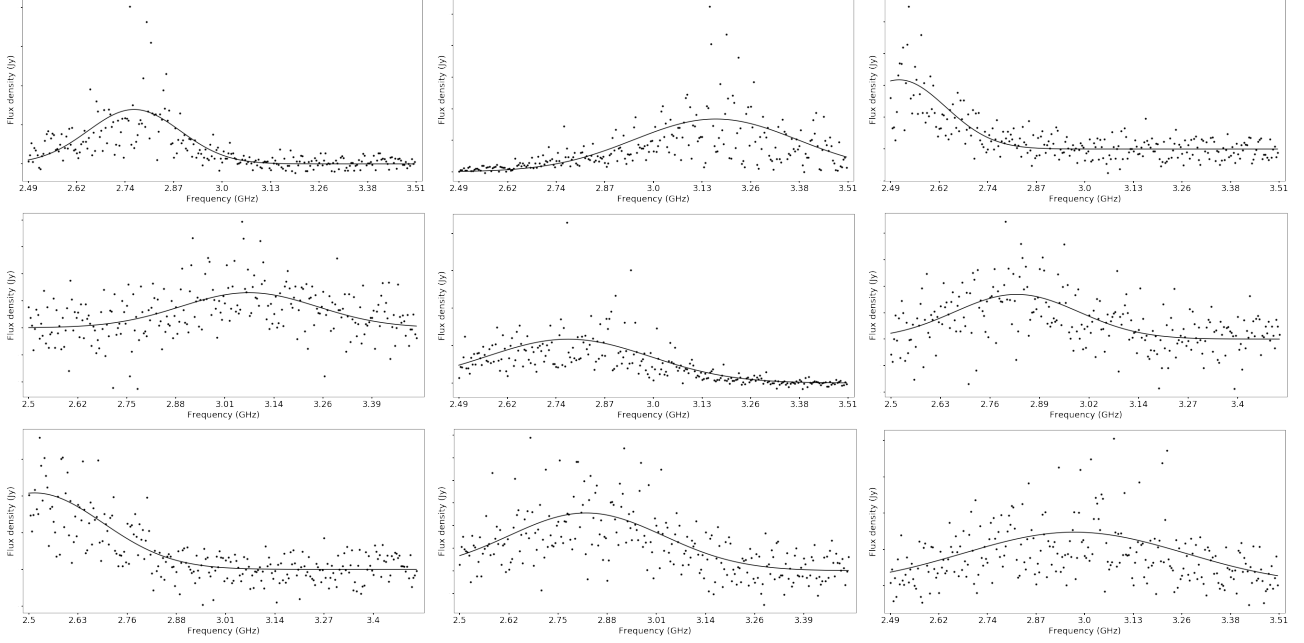 Flux density (Jy)
2.49 2.62 2.74 2.87 3.0 3.13 3.26 3.38 3.51
Frequency (GHz)
Flux density (Jy)
2.49 2.62 2.74 2.87 3.0 3.13 3.26 3.38 3.51
Frequency (GHz)
Flux density (Jy)
2.49 2.62 2.74 2.87 3.0 3.13 3.26 3.38 3.51
Frequency (GHz)
Flux density (Jy)
2.5 2.62 2.75 2.88 3.01 3.14 3.26 3.39
Frequency (GHz)
Flux density (Jy)
2.49 2.62 2.74 2.87 3.0 3.13 3.26 3.38 3.51
Frequency (GHz)
Flux density (Jy)
2.5 2.63 2.76 2.89 3.02 3.14 3.27 3.4
Frequency (GHz)
Flux density (Jy)
2.5 2.63 2.76 2.88 3.01 3.14 3.27 3.4
Frequency (GHz)
Flux density (Jy)
2.5 2.62 2.75 2.88 3.01 3.14 3.26 3.39
Frequency (GHz)
Flux density (Jy)
2.49 2.62 2.74 2.87 3.0 3.13 3.26 3.38 3.51
Frequency (GHz)